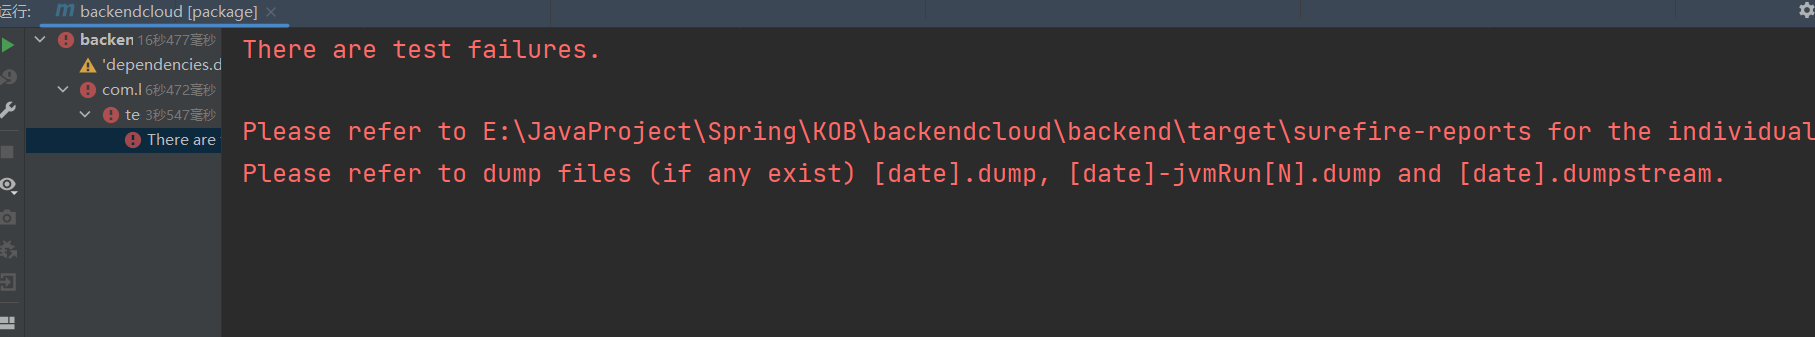 运行: m backendcloud [package] ×
backen 16秒477毫秒
'dependencies.d
com.l 6秒472毫秒
te 3秒547毫秒
There are
There are test failures.
Please refer to E:\JavaProject\Spring\KOB\backendcloud\backend\target\surefire-reports for the individual
Please refer to dump files (if any exist) [date].dump, [date]-jvmRun[N].dump and [date].dumpstream.